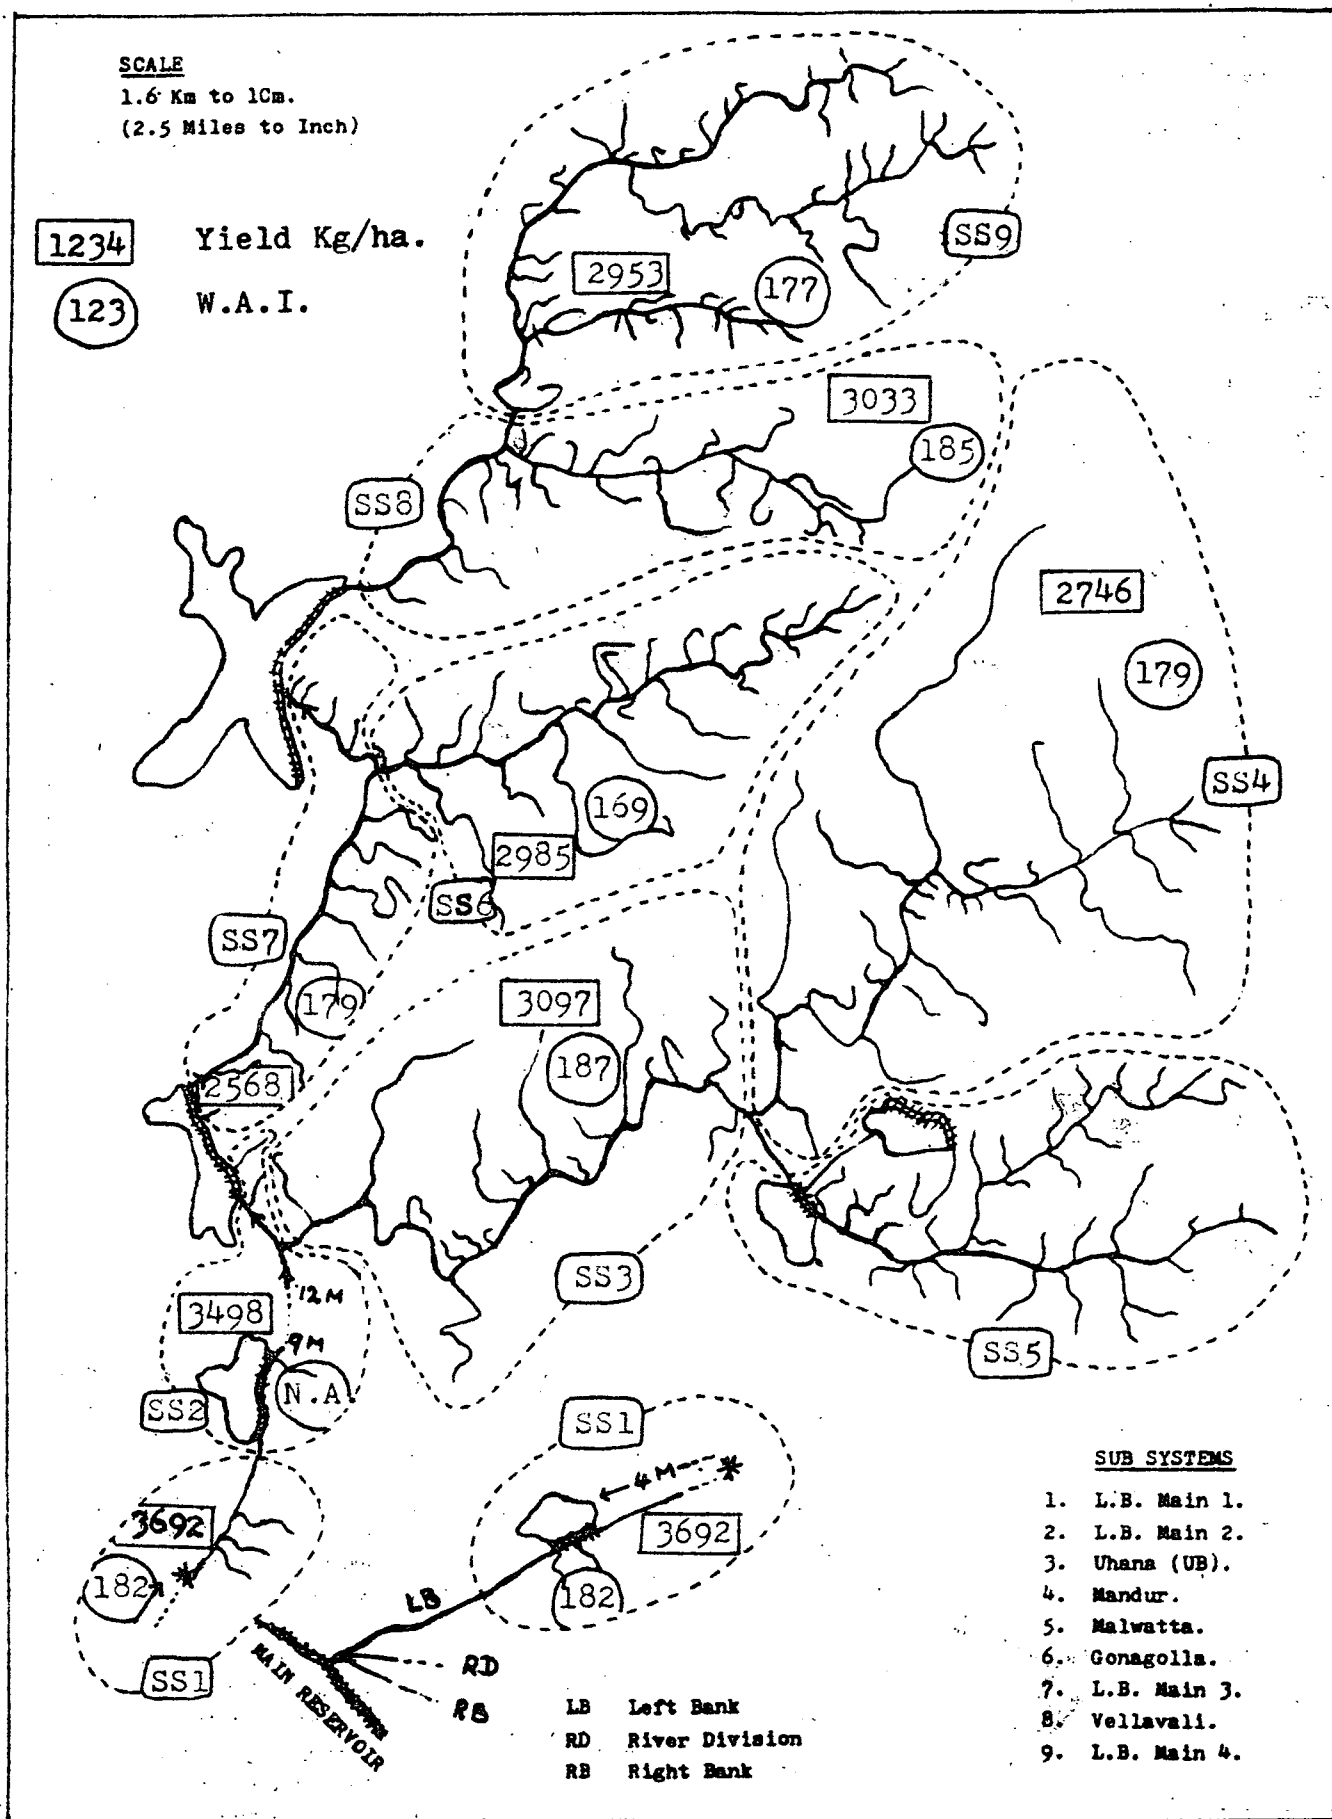 SCALE
1.6 Km to 1Cm.
(2.5 Miles to Inch)
1234 Yield Kg/ha.
123 W.A.I.
SS9
2953
177
3033
185
SS8
2746
179
SS4
169
2985
SS6
SS7
179
3097
187
2568
SS3
12M
3498
9M
SS5
N.A
SS2
SS1
4M
3692
3692
182
182
LB
SS1
MAIN RESERVOIR
RD
RB
LB Left Bank
RD River Division
RB Right Bank
SUB SYSTEMS
1. L.B. Main 1.
2. L.B. Main 2.
3. Uhana (UB).
4. Mandur.
5. Malwatta.
6. Gonagolla.
7. L.B. Main 3.
8. Vellavali.
9. L.B. Main 4.